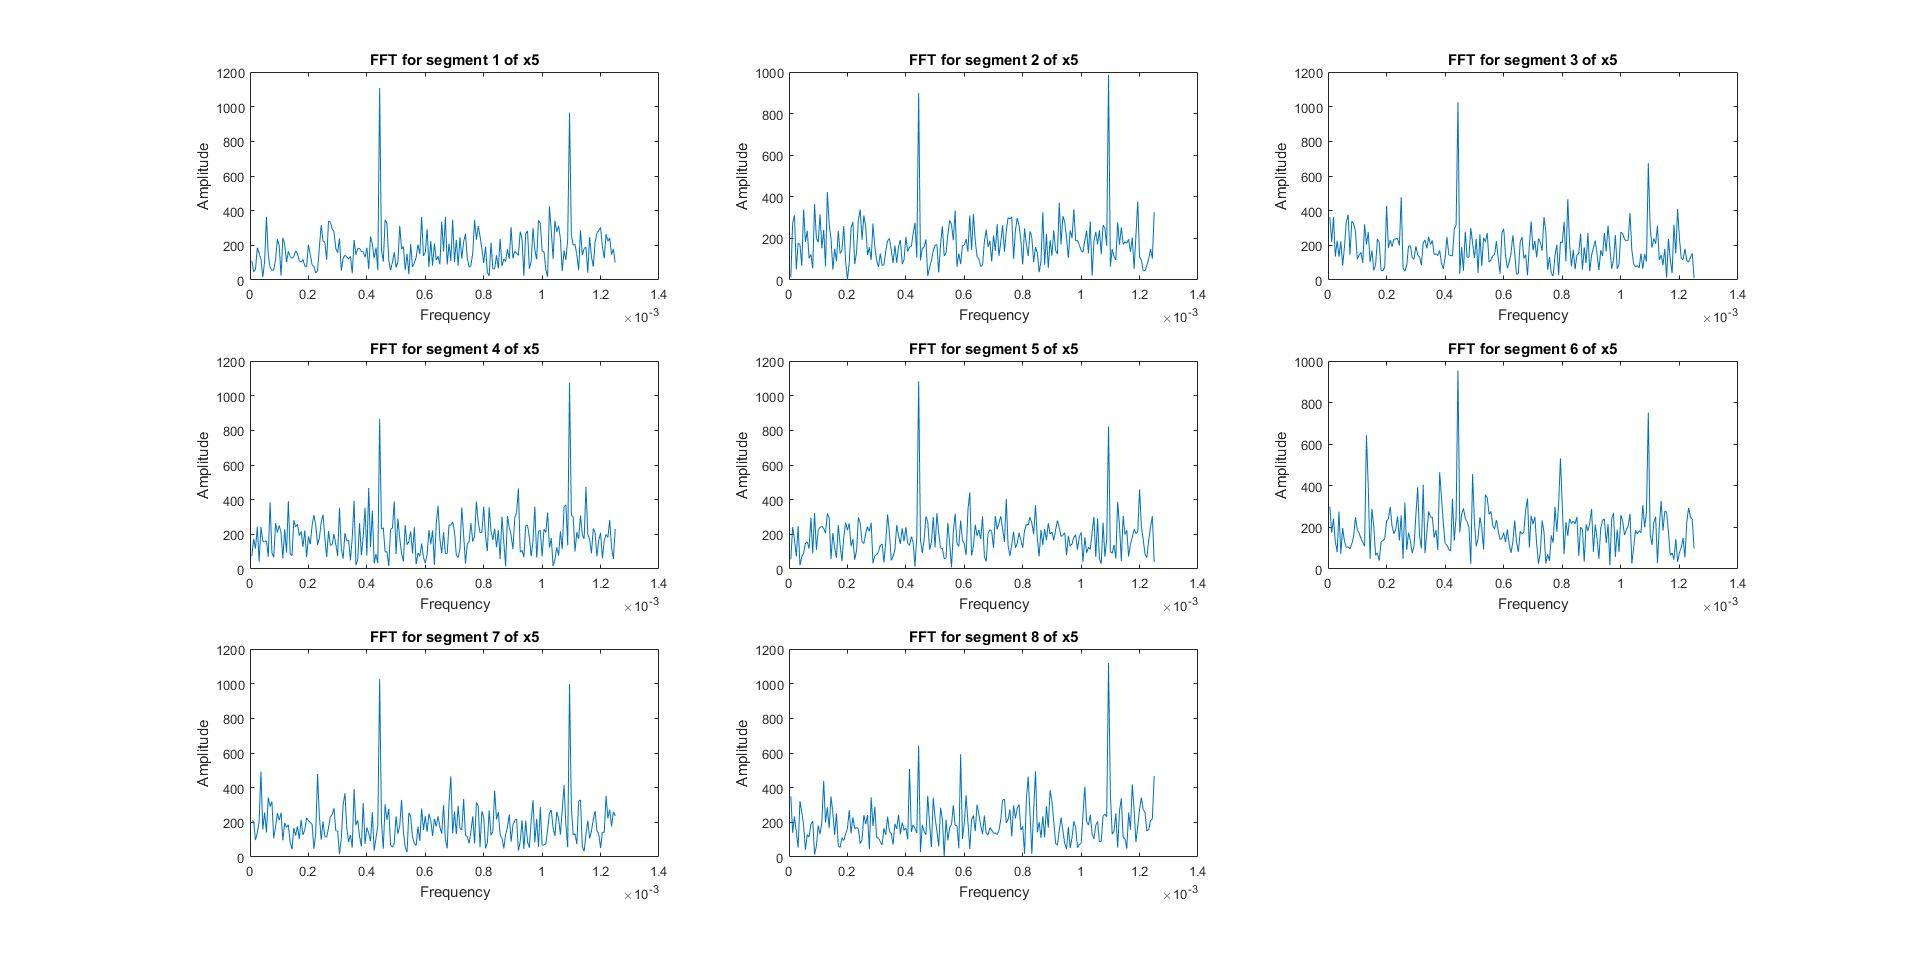 FFT for segment 1 of x5
1200
1000
800
600
400
200
0
Amplitude
0 0.2 0.4 0.6 0.8 1 1.2 1.4
Frequency
×10-3
FFT for segment 2 of x5
1000
800
600
400
200
0
Amplitude
0 0.2 0.4 0.6 0.8 1 1.2 1.4
Frequency
×10-3
FFT for segment 3 of x5
1200
1000
800
600
400
200
0
Amplitude
0 0.2 0.4 0.6 0.8 1 1.2 1.4
Frequency
×10-3
FFT for segment 4 of x5
1200
1000
800
600
400
200
0
Amplitude
0 0.2 0.4 0.6 0.8 1 1.2 1.4
Frequency
×10-3
FFT for segment 5 of x5
1200
1000
800
600
400
200
0
Amplitude
0 0.2 0.4 0.6 0.8 1 1.2 1.4
Frequency
×10-3
FFT for segment 6 of x5
1000
800
600
400
200
0
Amplitude
0 0.2 0.4 0.6 0.8 1 1.2 1.4
Frequency
×10-3
FFT for segment 7 of x5
1200
1000
800
600
400
200
0
Amplitude
0 0.2 0.4 0.6 0.8 1 1.2 1.4
Frequency
×10-3
FFT for segment 8 of x5
1200
1000
800
600
400
200
0
Amplitude
0 0.2 0.4 0.6 0.8 1 1.2 1.4
Frequency
×10-3